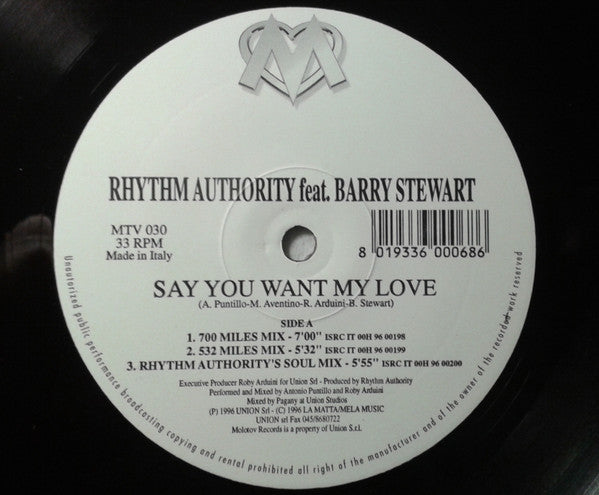 M
RHYTHM AUTHORITY feat. BARRY STEWART
MTV 030
33 RPM
Made in Italy
8 019336 000686
SAY YOU WANT MY LOVE
(A. Puntillo-M. Aventino-R. Arduini-B. Stewart)
SIDE A
1. 700 MILES MIX - 7'00" ISRC IT 00H 96 00198
2. 532 MILES MIX - 5'32" ISRC IT 00H 96 00199
3. RHYTHM AUTHORITY'S SOUL MIX - 5'55" ISRC IT 00H 96 00200
Executive Producer Roby Arduini for Union Srl - Produced by Rhythm Authority
Performed and Mixed by Antonio Puntillo and Roby Arduini
Mixed by Pagany at Union Studios
(P) 1996 UNION Srl - (C) 1996 LA MATTA/MELA MUSIC
UNION srl Fax 045/8680722
Molotov Records is a property of Union S.r.l.
Unautorized public performance broadcasting copying and rental prohibited all right of the manufacturer and of the owner of the recorded work reserved